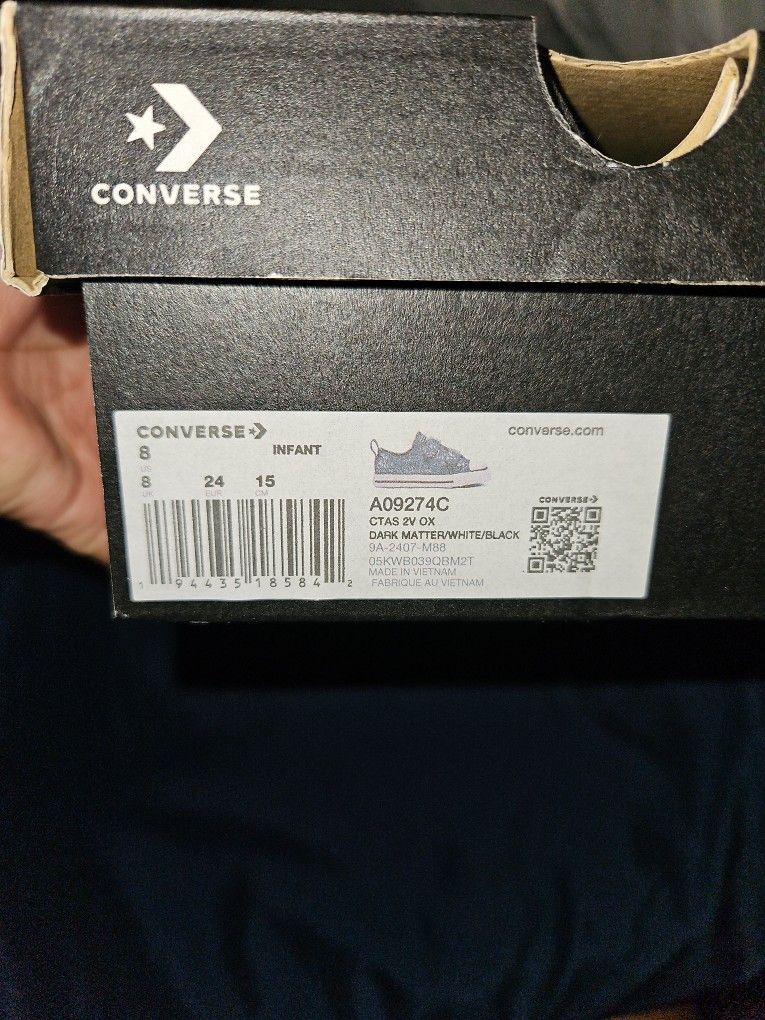 CONVERSE
CONVERSE
converse.com
8 INFANT
US
8 24 15
UK EUR CM
A09274C
CTAS 2V OX
DARK MATTER/WHITE/BLACK
9A-2407-M88
05KWB039QBM2T
MADE IN VIETNAM
FABRIQUE AU VIETNAM
1 94435 18584 2
CONVERSE